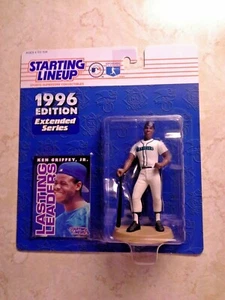 STARTING
LINEUP
1996
EDITION
Extended
Series
KEN GRIFFEY, JR.
LASTING
LEADERS